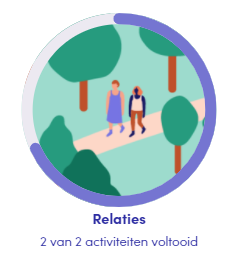 Relaties
2 van 2 activiteiten voltooid